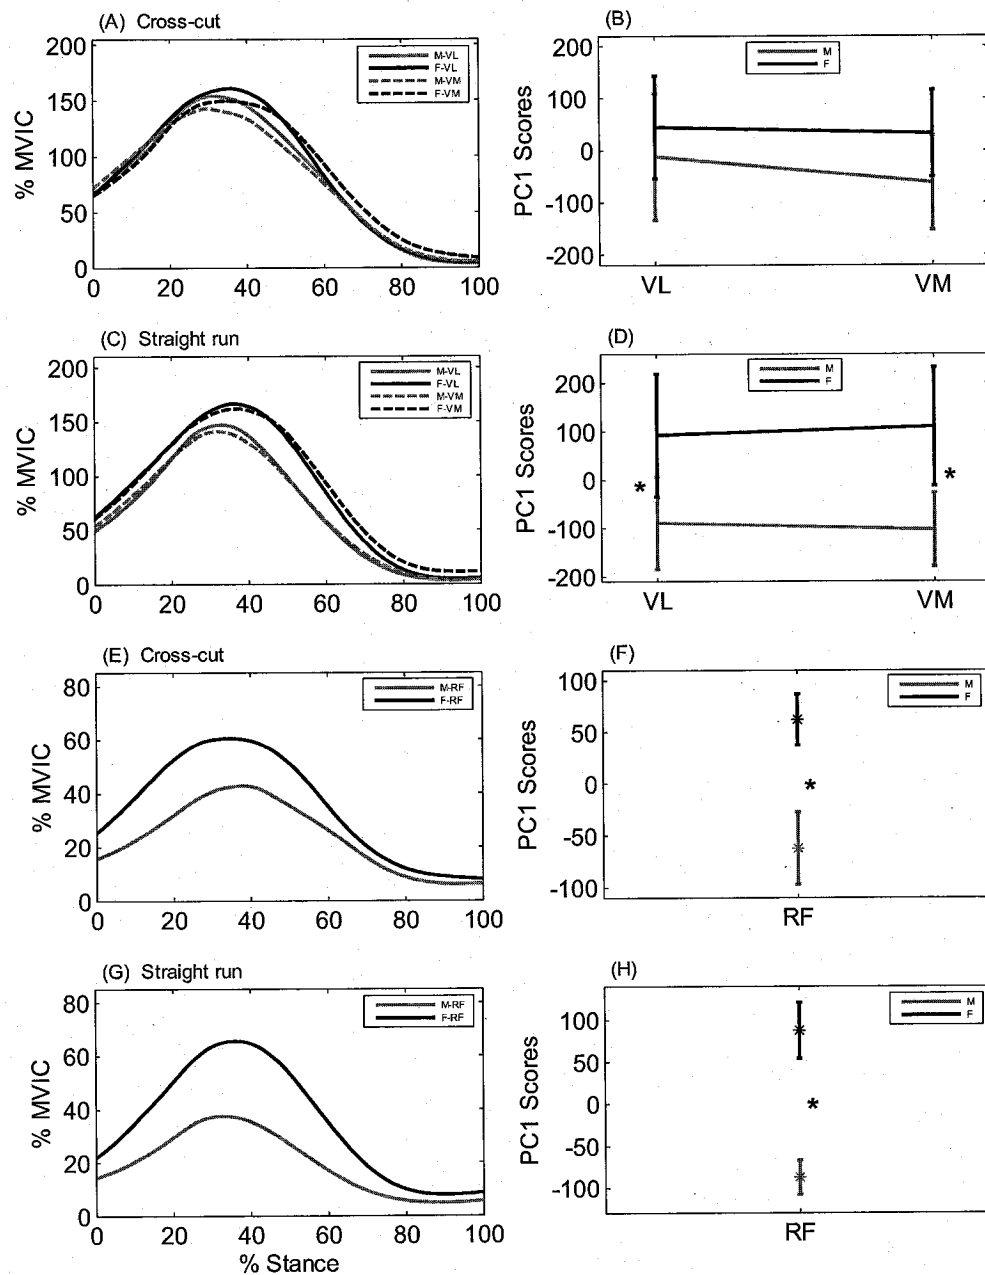 (A) Cross-cut
200
150
100
50
0
% MVIC
0 20 40 60 80 100
M-VL
F-VL
M-VM
F-VM
(B)
200
100
0
-100
-200
PC1 Scores
VL VM
M
F
(C) Straight run
200
150
100
50
0
% MVIC
0 20 40 60 80 100
M-VL
F-VL
M-VM
F-VM
(D)
200
100
0
-100
-200
PC1 Scores
* *
VL VM
M
F
(E) Cross-cut
80
60
40
20
0
% MVIC
0 20 40 60 80 100
M-RF
F-RF
(F)
100
50
0
-50
-100
PC1 Scores
*
RF
M
F
(G) Straight run
80
60
40
20
0
% MVIC
0 20 40 60 80 100
% Stance
M-RF
F-RF
(H)
100
50
0
-50
-100
PC1 Scores
*
RF
M
F